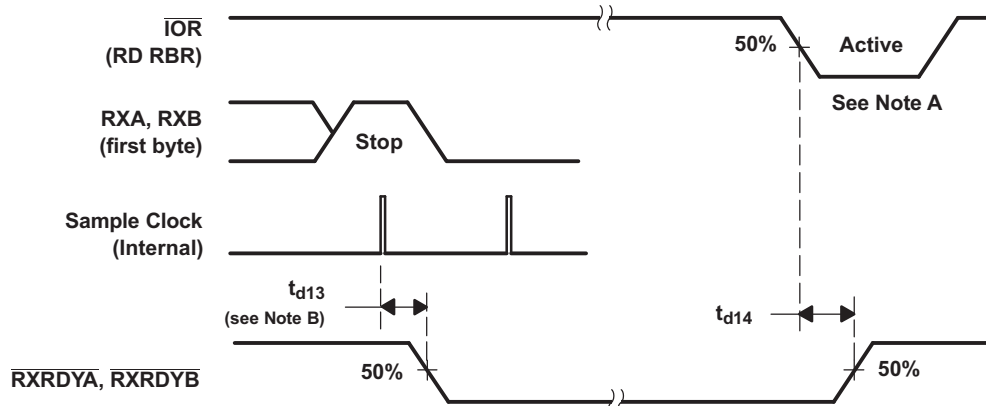 IOR
(RD RBR)
50%
Active
See Note A
RXA, RXB
(first byte)
Stop
Sample Clock
(Internal)
td13
(see Note B)
td14
RXRDYA, RXRDYB
50%
50%